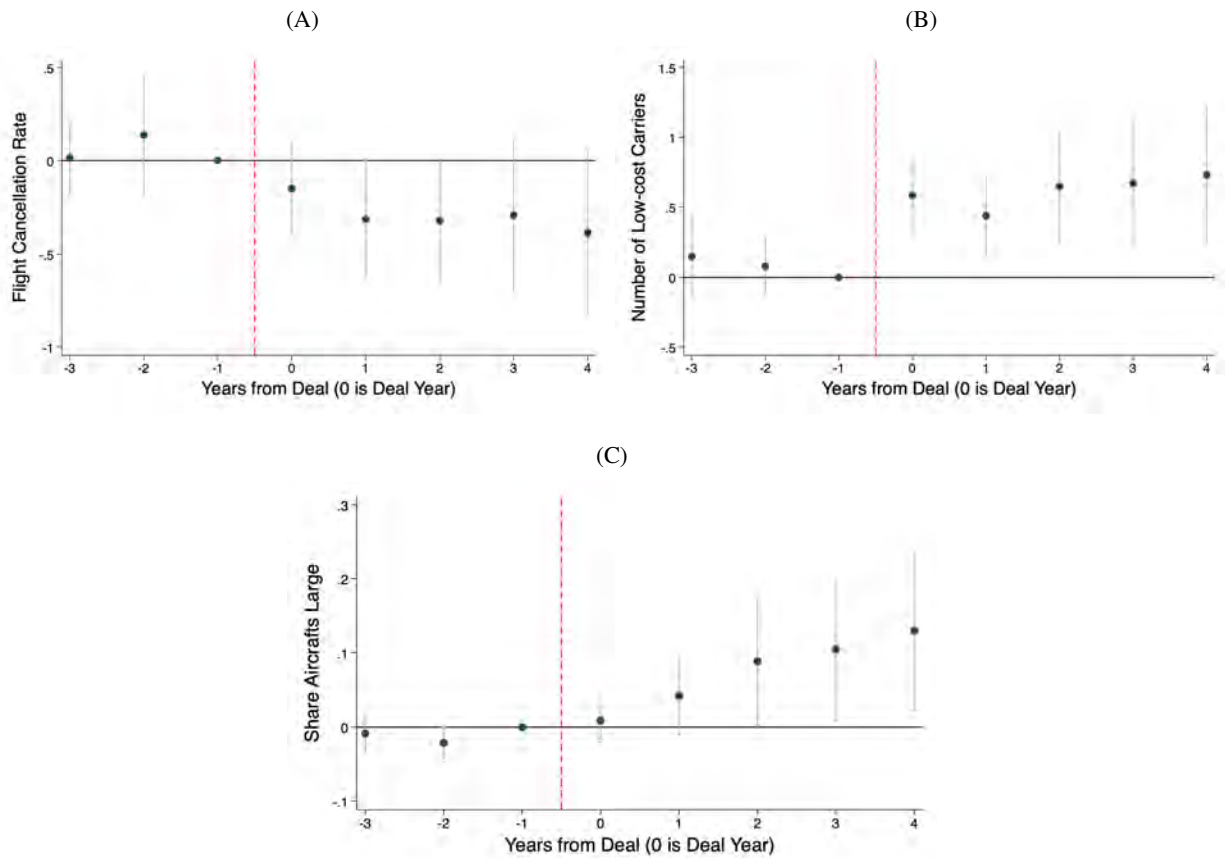 (A)
.5
0
-.5
-1
Flight Cancellation Rate
-3 -2 -1 0 1 2 3 4
Years from Deal (0 is Deal Year)
(B)
1.5
1
.5
0
-.5
Number of Low-cost Carriers
-3 -2 -1 0 1 2 3 4
Years from Deal (0 is Deal Year)
(C)
.3
.2
.1
0
-.1
Share Aircrafts Large
-3 -2 -1 0 1 2 3 4
Years from Deal (0 is Deal Year)